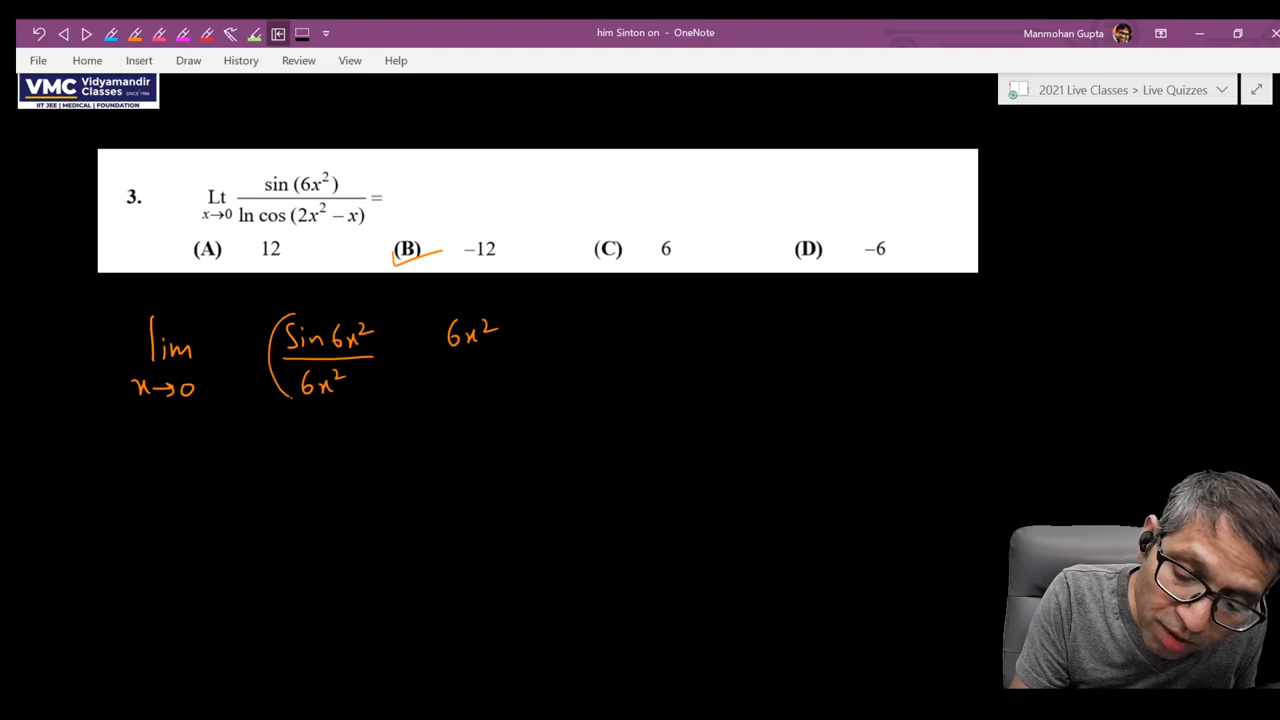 him Sinton on - OneNote
Manmohan Gupta
File Home Insert Draw History Review View Help
VMC Vidyamandir Classes SINCE 1986
IIT JEE | MEDICAL | FOUNDATION
2021 Live Classes > Live Quizzes
3. Lt x→0 sin (6x²) / ln cos (2x² – x) =
(A) 12 (B) –12 (C) 6 (D) –6
lim x→0 ( Sin 6x² / 6x² 6x²